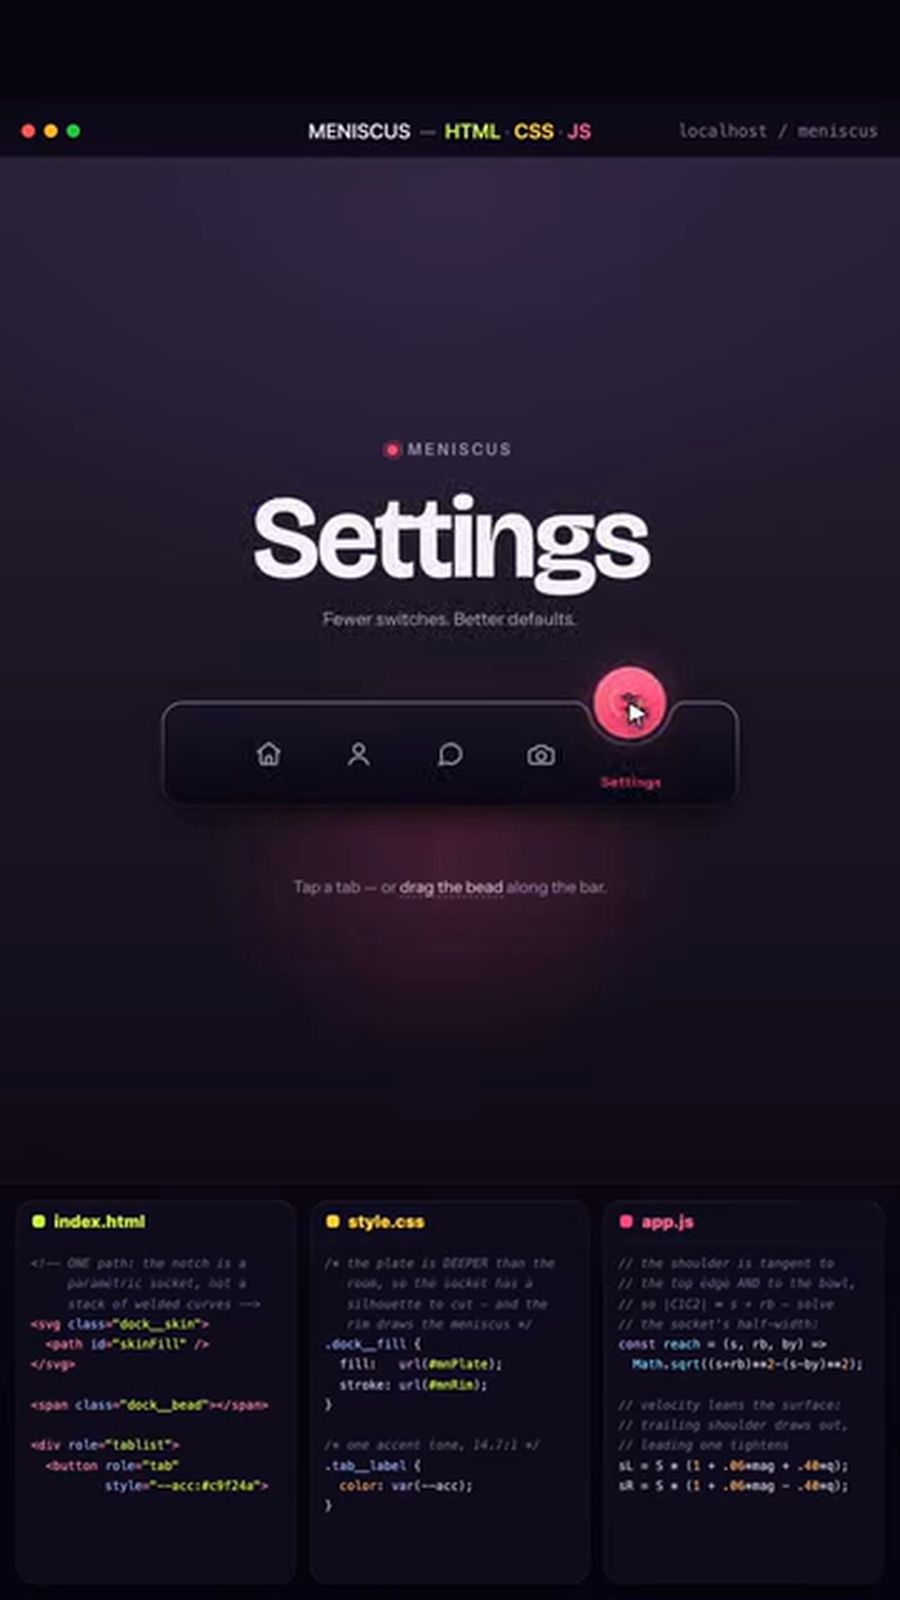 MENISCUS — HTML · CSS · JS
localhost / meniscus
MENISCUS
Settings
Fewer switches. Better defaults.
Settings
Tap a tab — or drag the bead along the bar.
index.html
<!-- ONE path: the notch is a
parametric socket, not a
stack of welded curves -->
<svg class="dock__skin">
<path id="skinFill" />
</svg>
<span class="dock__bead"></span>
<div role="tablist">
<button role="tab"
style="--acc:#c9f24a">
style.css
/* the plate is DEEPER than the
room, so the socket has a
silhouette to cut — and the
rim draws the meniscus */
.dock__fill {
fill: url(#mnPlate);
stroke: url(#mnRim);
}
/* one accent tone, 14.7:1 */
.tab__label {
color: var(--acc);
}
app.js
// the shoulder is tangent to
// the top edge AND to the bowl,
// so |C1C2| = s + rb — solve
// the socket's half-width:
const reach = (s, rb, by) =>
Math.sqrt((s+rb)**2-(s-by)**2);
// velocity leans the surface:
// trailing shoulder draws out,
// leading one tightens
sL = S * (1 + .06*mag + .40*q);
sR = S * (1 + .06*mag - .40*q);